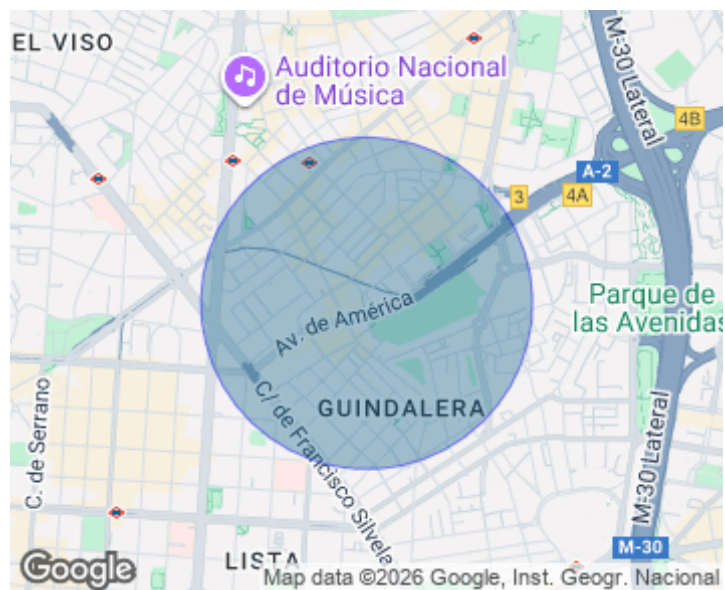 EL VISO
Auditorio Nacional
de Música
M-30 Lateral
4B
A-2
3
4A
Parque de
las Avenidas
Av. de América
GUINDALERA
C. de Serrano
C/ de Francisco Silvela
M-30 Lateral
M-30
LISTA
Google
Map data ©2026 Google, Inst. Geogr. Nacional